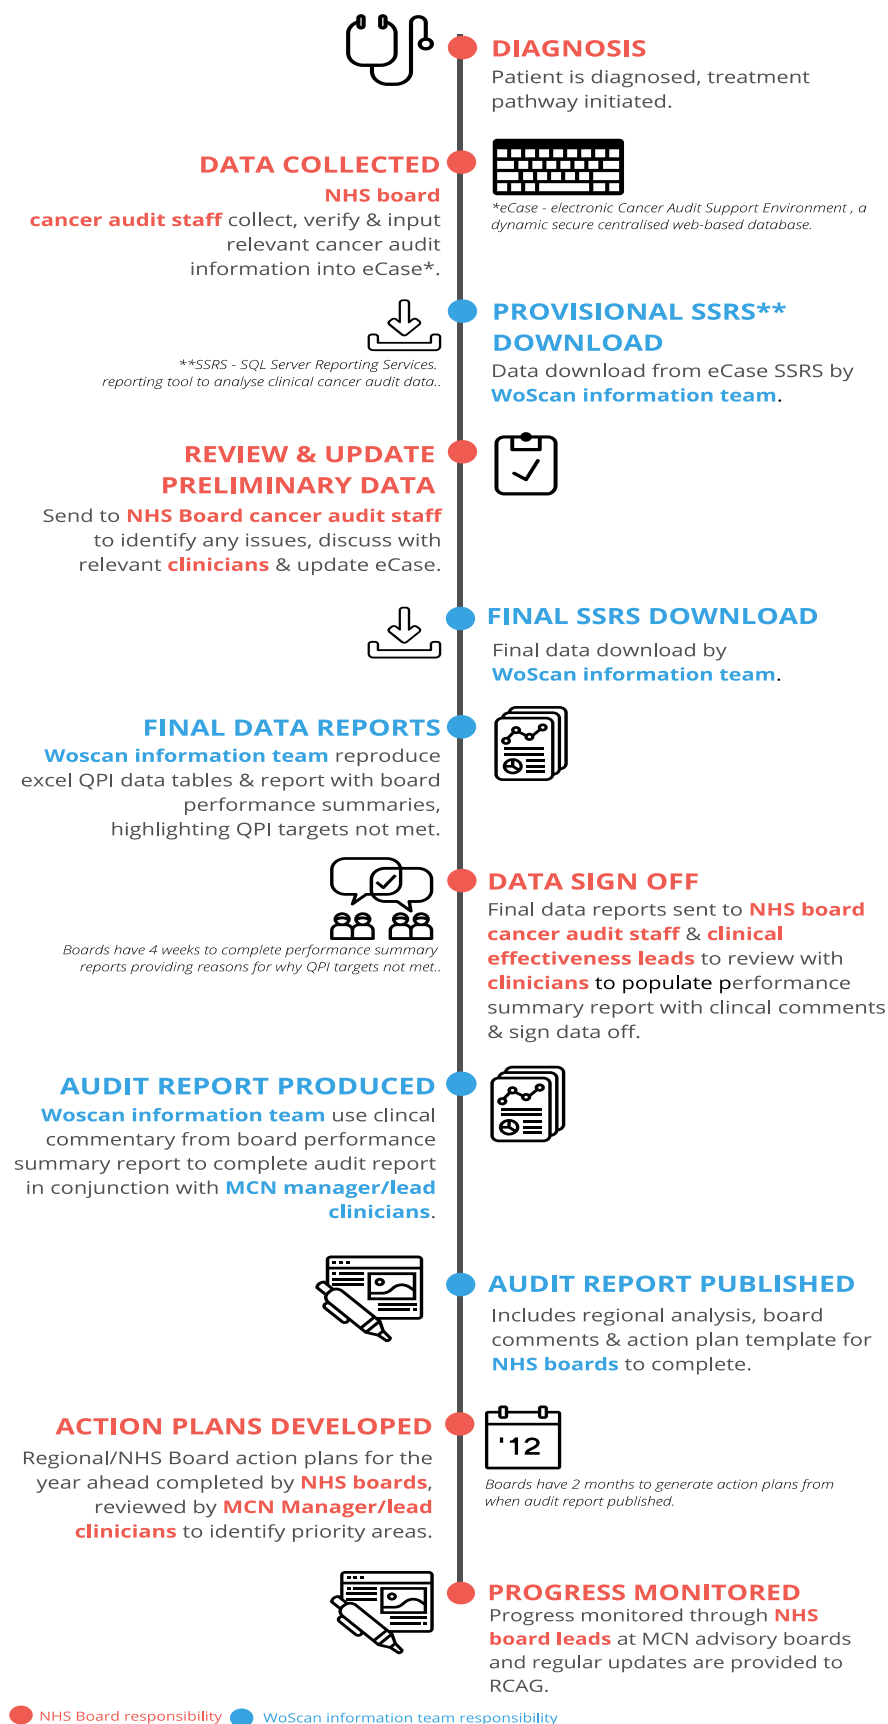 DIAGNOSIS
Patient is diagnosed, treatment
pathway initiated.
DATA COLLECTED
NHS board
cancer audit staff collect, verify & input
relevant cancer audit
information into eCase*.
*eCase - electronic Cancer Audit Support Environment , a
dynamic secure centralised web-based database.
PROVISIONAL SSRS**
DOWNLOAD
Data download from eCase SSRS by
WoScan information team.
**SSRS - SQL Server Reporting Services.
reporting tool to analyse clinical cancer audit data..
REVIEW & UPDATE
PRELIMINARY DATA
Send to NHS Board cancer audit staff
to identify any issues, discuss with
relevant clinicians & update eCase.
FINAL SSRS DOWNLOAD
Final data download by
WoScan information team.
FINAL DATA REPORTS
Woscan information team reproduce
excel QPI data tables & report with board
performance summaries,
highlighting QPI targets not met.
DATA SIGN OFF
Final data reports sent to NHS board
cancer audit staff & clinical
effectiveness leads to review with
clinicians to populate performance
summary report with clincal comments
& sign data off.
Boards have 4 weeks to complete performance summary
reports providing reasons for why QPI targets not met..
AUDIT REPORT PRODUCED
Woscan information team use clincal
commentary from board performance
summary report to complete audit report
in conjunction with MCN manager/lead
clinicians.
AUDIT REPORT PUBLISHED
Includes regional analysis, board
comments & action plan template for
NHS boards to complete.
ACTION PLANS DEVELOPED
Regional/NHS Board action plans for the
year ahead completed by NHS boards,
reviewed by MCN Manager/lead
clinicians to identify priority areas.
'12
Boards have 2 months to generate action plans from
when audit report published.
PROGRESS MONITORED
Progress monitored through NHS
board leads at MCN advisory boards
and regular updates are provided to
RCAG.
NHS Board responsibility
WoScan information team responsibility